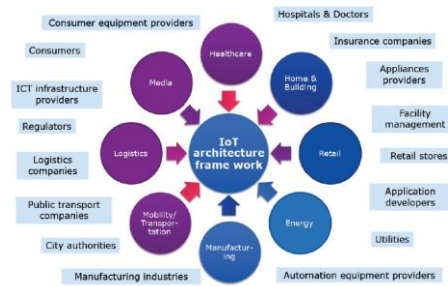 Consumer equipment providers
Hospitals & Doctors
Consumers
Healthcare
Insurance companies
Media
Home &
Building
Appliances
providers
ICT infrastructure
providers
Facility
management
Regulators
Logistics
IoT
architecture
frame work
Retail
Retail stores
Logistics
companies
Application
developers
Public transport
companies
Mobility/
Transpor-
tation
Energy
City authorities
Manufactur-
ing
Utilities
Manufacturing industries
Automation equipment providers